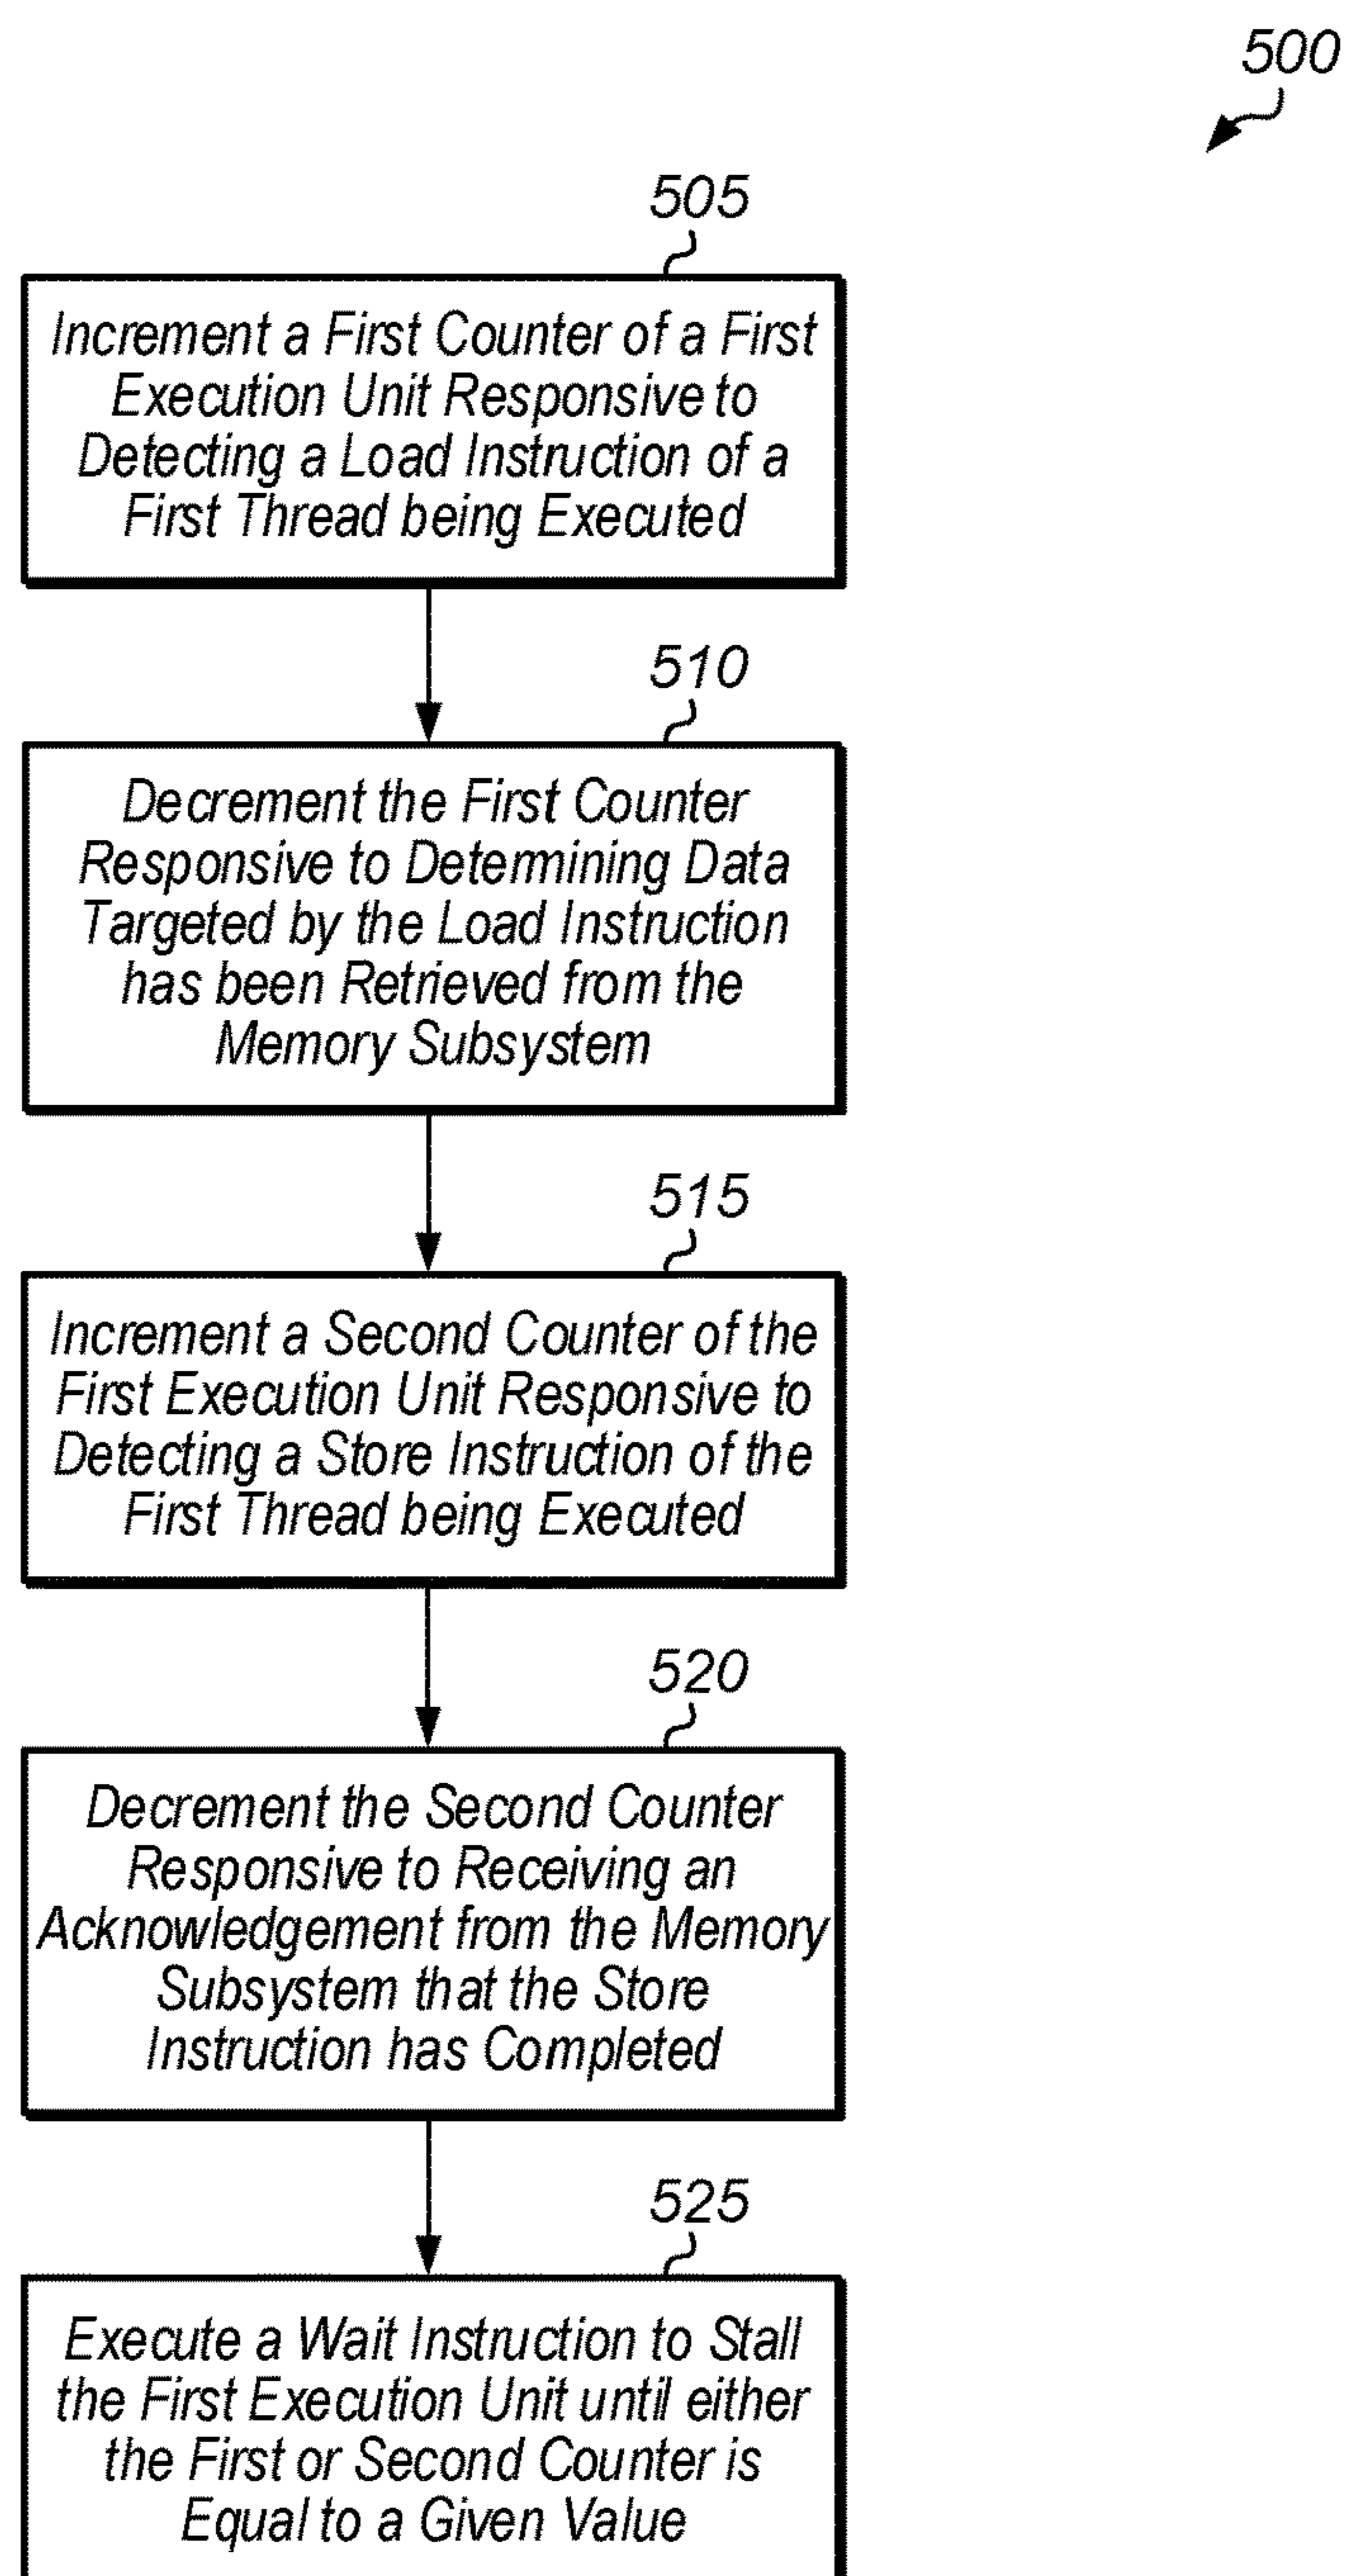 500
505
Increment a First Counter of a First
Execution Unit Responsive to
Detecting a Load Instruction of a
First Thread being Executed
510
Decrement the First Counter
Responsive to Determining Data
Targeted by the Load Instruction
has been Retrieved from the
Memory Subsystem
515
Increment a Second Counter of the
First Execution Unit Responsive to
Detecting a Store Instruction of the
First Thread being Executed
520
Decrement the Second Counter
Responsive to Receiving an
Acknowledgement from the Memory
Subsystem that the Store
Instruction has Completed
525
Execute a Wait Instruction to Stall
the First Execution Unit until either
the First or Second Counter is
Equal to a Given Value